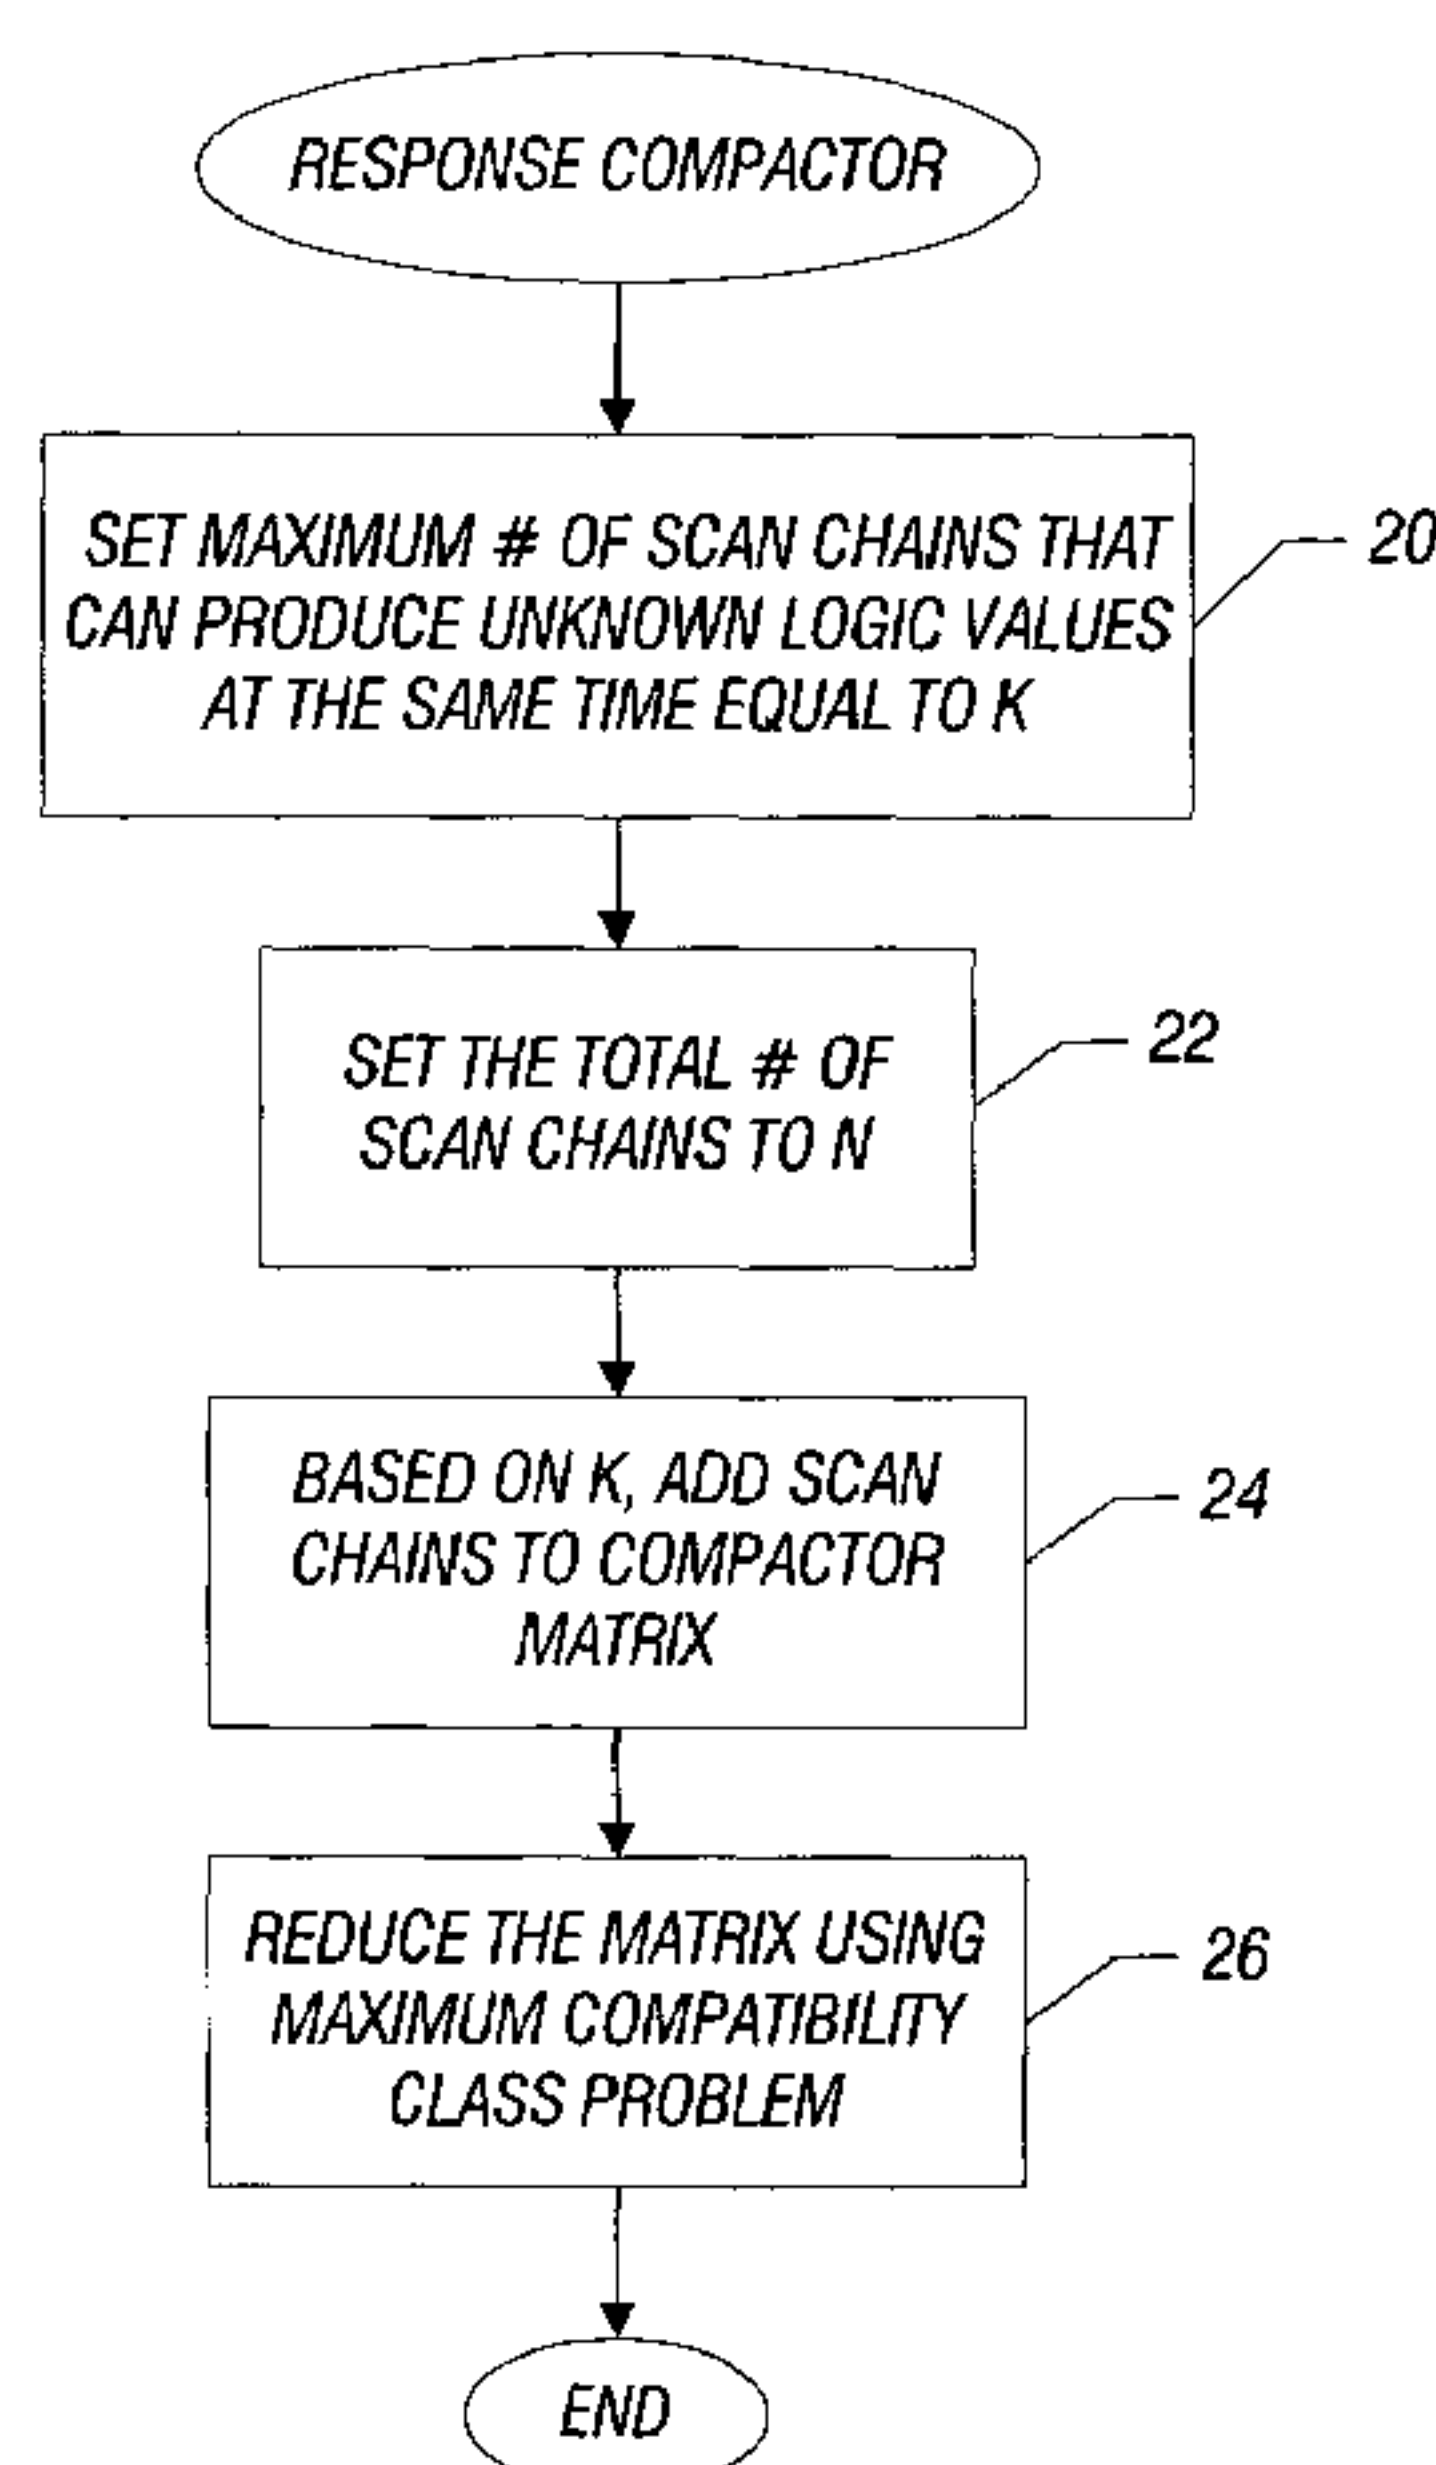 RESPONSE COMPACTOR
SET MAXIMUM # OF SCAN CHAINS THAT
CAN PRODUCE UNKNOWN LOGIC VALUES
AT THE SAME TIME EQUAL TO K
20
SET THE TOTAL # OF
SCAN CHAINS TO N
22
BASED ON K, ADD SCAN
CHAINS TO COMPACTOR
MATRIX
24
REDUCE THE MATRIX USING
MAXIMUM COMPATIBILITY
CLASS PROBLEM
26
END